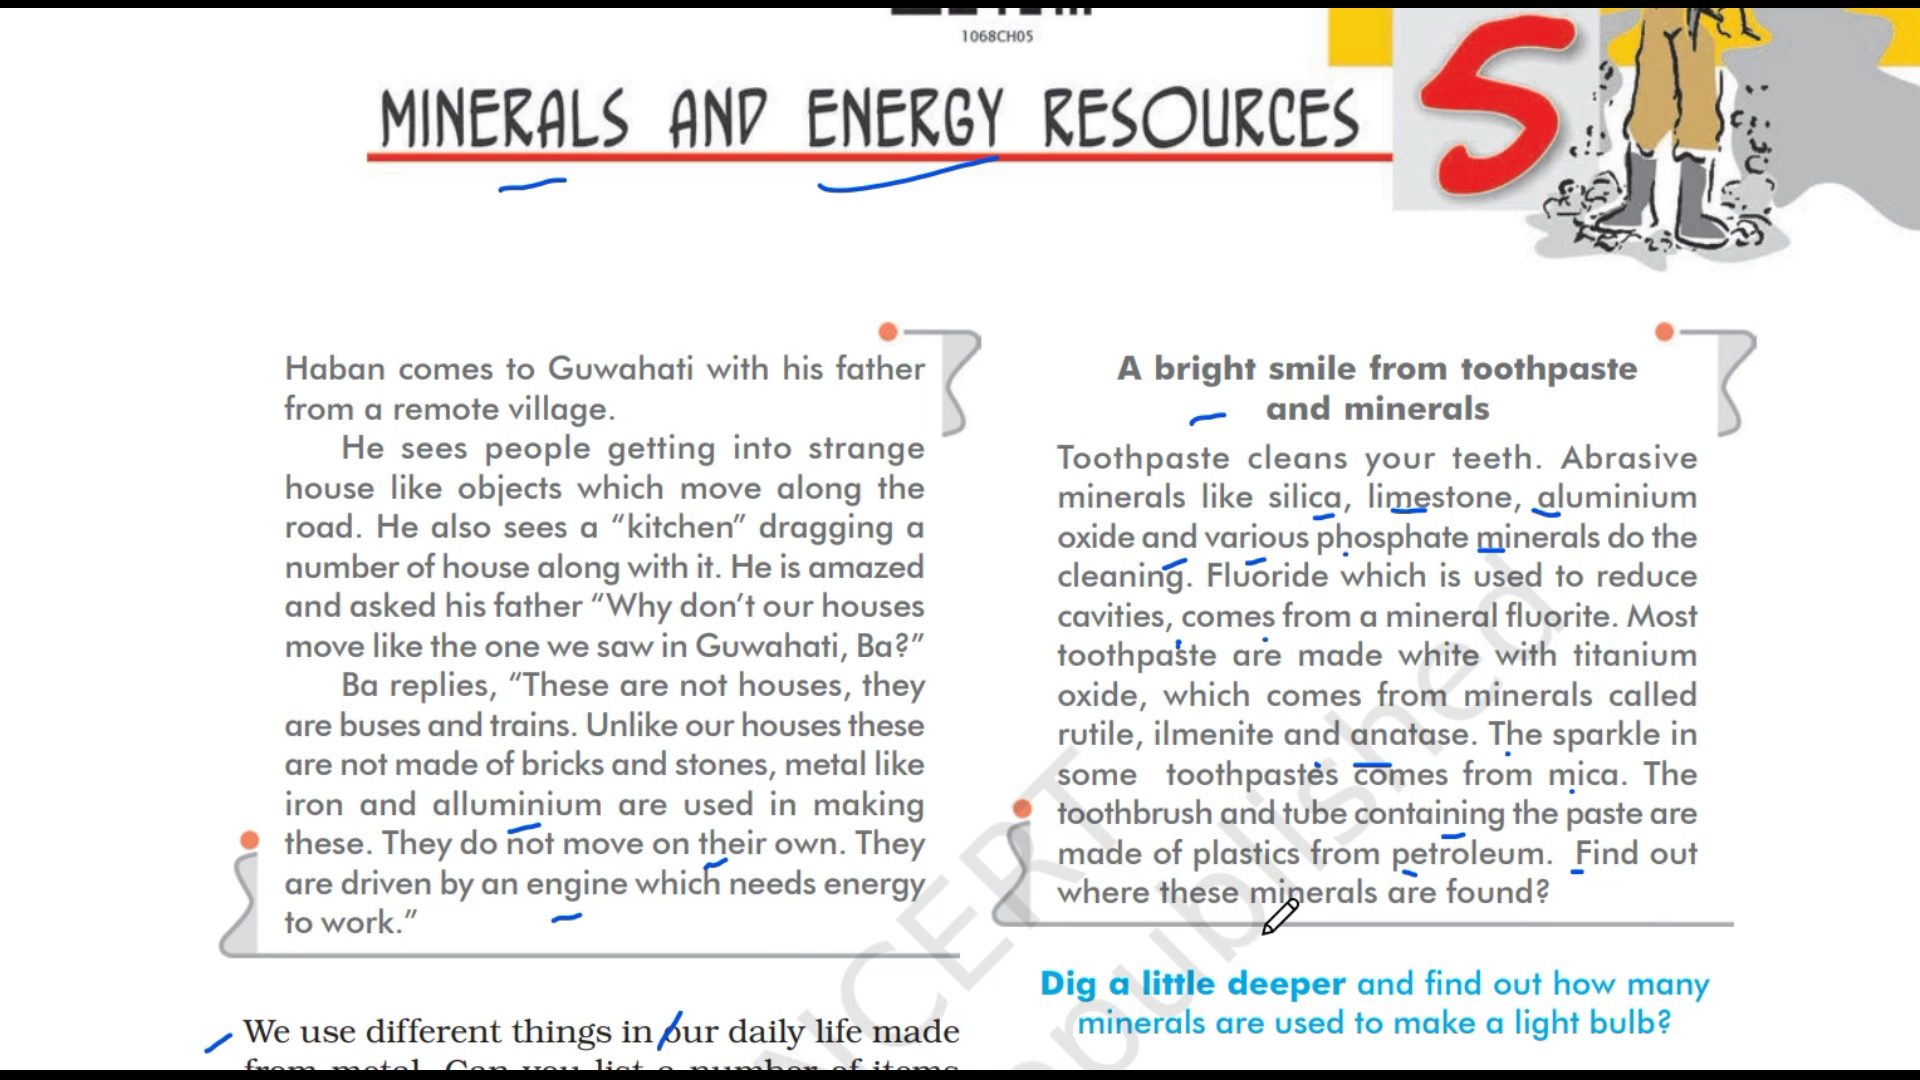 1068CH05
MINERALS AND ENERGY RESOURCES
5
Haban comes to Guwahati with his father
from a remote village.
He sees people getting into strange
house like objects which move along the
road. He also sees a “kitchen” dragging a
number of house along with it. He is amazed
and asked his father “Why don’t our houses
move like the one we saw in Guwahati, Ba?”
Ba replies, “These are not houses, they
are buses and trains. Unlike our houses these
are not made of bricks and stones, metal like
iron and alluminium are used in making
these. They do not move on their own. They
are driven by an engine which needs energy
to work.”
We use different things in our daily life made
from metal. Can you list a number of items
A bright smile from toothpaste
and minerals
Toothpaste cleans your teeth. Abrasive
minerals like silica, limestone, aluminium
oxide and various phosphate minerals do the
cleaning. Fluoride which is used to reduce
cavities, comes from a mineral fluorite. Most
toothpaste are made white with titanium
oxide, which comes from minerals called
rutile, ilmenite and anatase. The sparkle in
some toothpastes comes from mica. The
toothbrush and tube containing the paste are
made of plastics from petroleum. Find out
where these minerals are found?
Dig a little deeper and find out how many
minerals are used to make a light bulb?
NCERT
republished